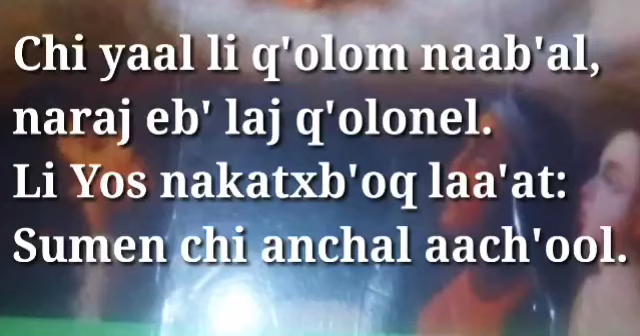 Chi yaal li q'olom naab'al,
naraj eb' laj q'olonel.
Li Yos nakatxb'oq laa'at:
Sumen chi anchal aach'ool.